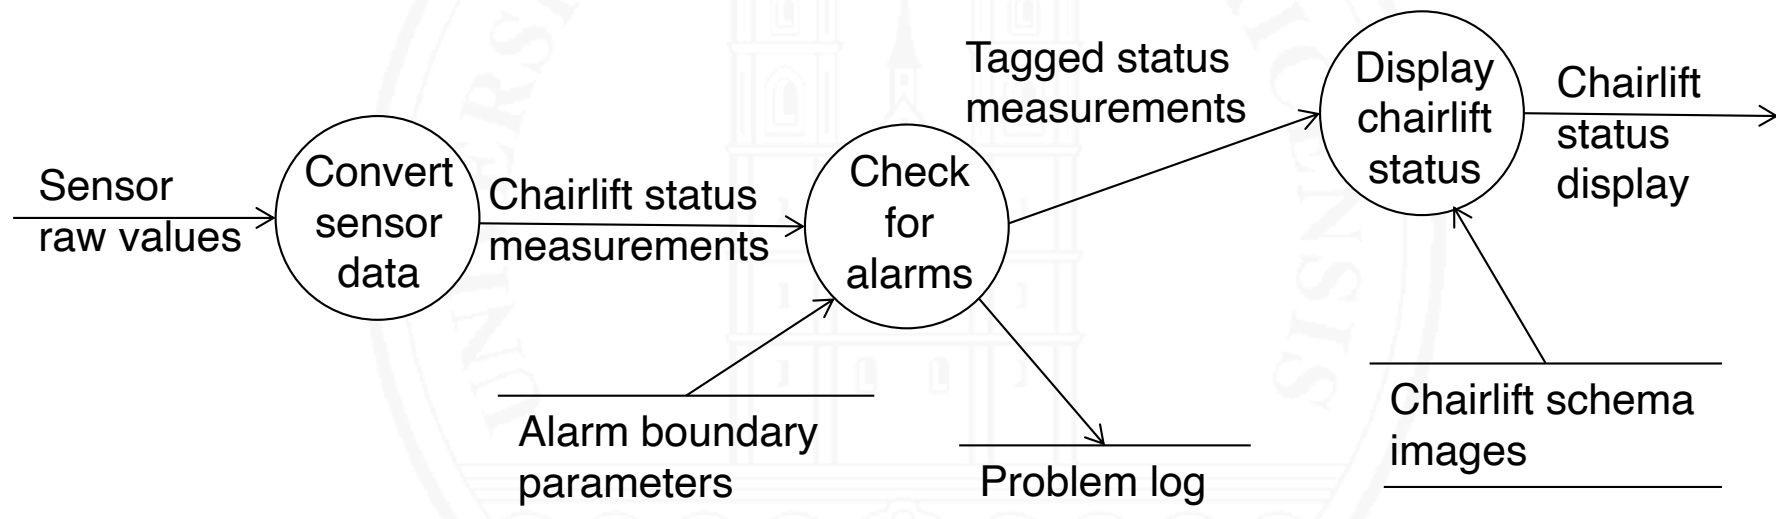 Sensor
raw values
Convert
sensor
data
Chairlift status
measurements
Check
for
alarms
Tagged status
measurements
Display
chairlift
status
Chairlift
status
display
Alarm boundary
parameters
Problem log
Chairlift schema
images